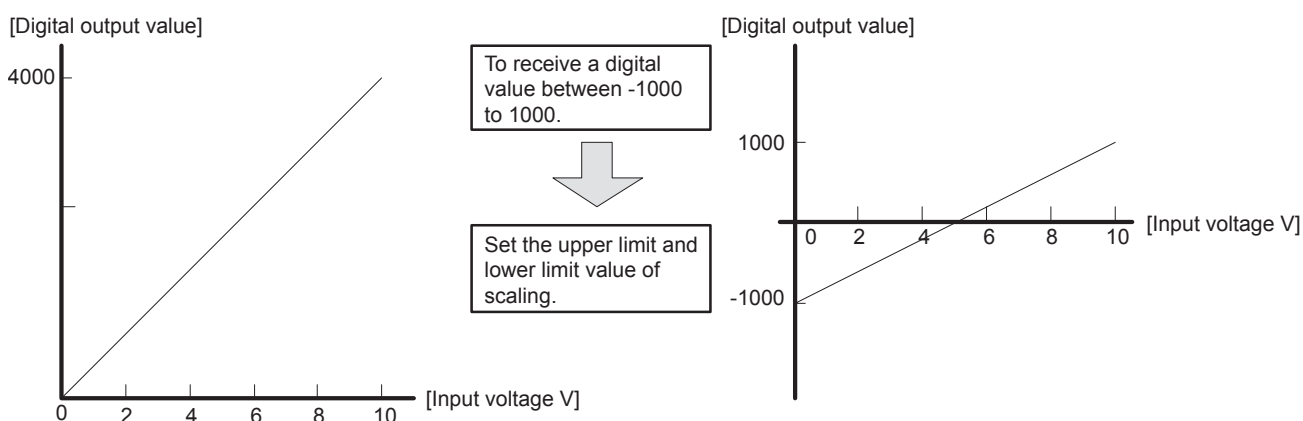 [Digital output value]
4000
0
2
4
6
8
10
[Input voltage V]
To receive a digital
value between -1000
to 1000.
Set the upper limit and
lower limit value of
scaling.
[Digital output value]
1000
0
2
4
6
8
10
[Input voltage V]
-1000